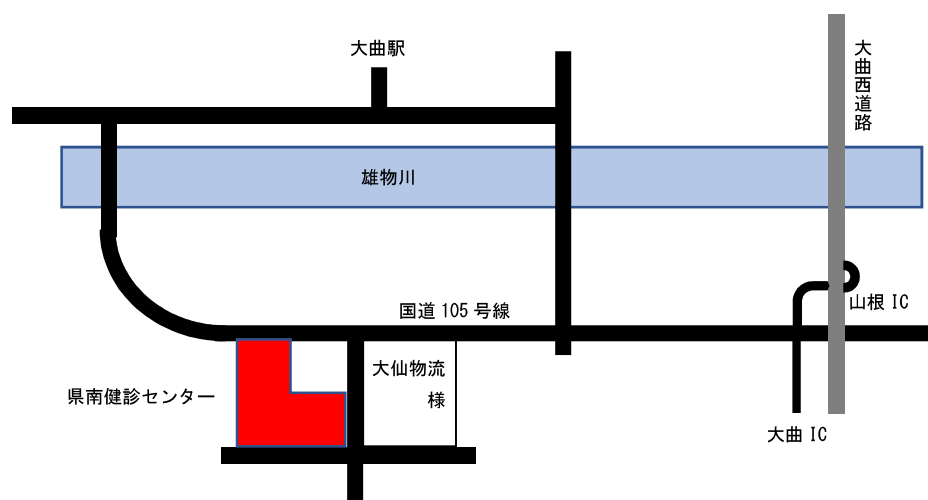 大曲駅
大曲西道路
雄物川
山根 IC
国道 105 号線
大仙物流
様
県南健診センター
大曲 IC